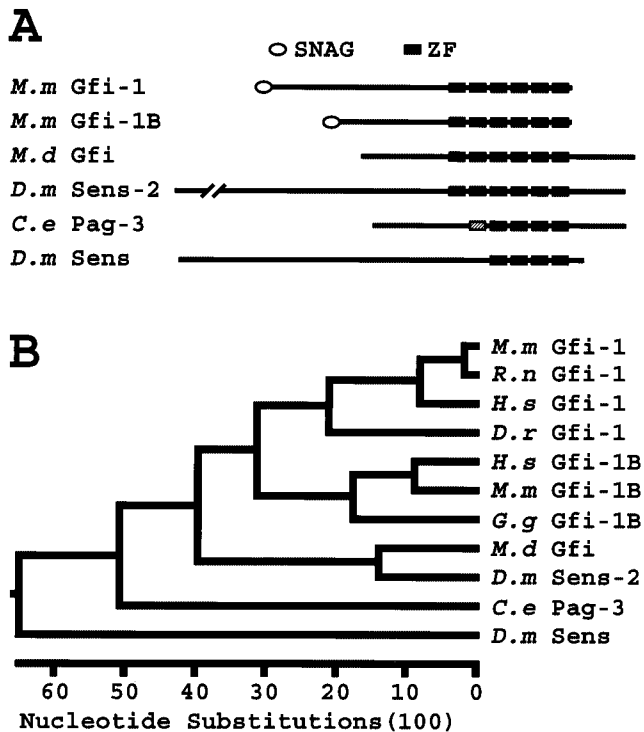 A
SNAG ZF
M.m Gfi-1
M.m Gfi-1B
M.d Gfi
D.m Sens-2
C.e Pag-3
D.m Sens
B
M.m Gfi-1
R.n Gfi-1
H.s Gfi-1
D.r Gfi-1
H.s Gfi-1B
M.m Gfi-1B
G.g Gfi-1B
M.d Gfi
D.m Sens-2
C.e Pag-3
D.m Sens
60 50 40 30 20 10 0
Nucleotide Substitutions(100)